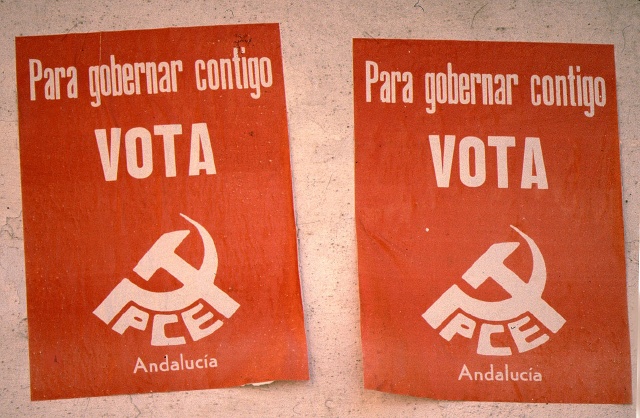 Para gobernar contigo
VOTA
PCE
Andalucía
Para gobernar contigo
VOTA
PCE
Andalucía